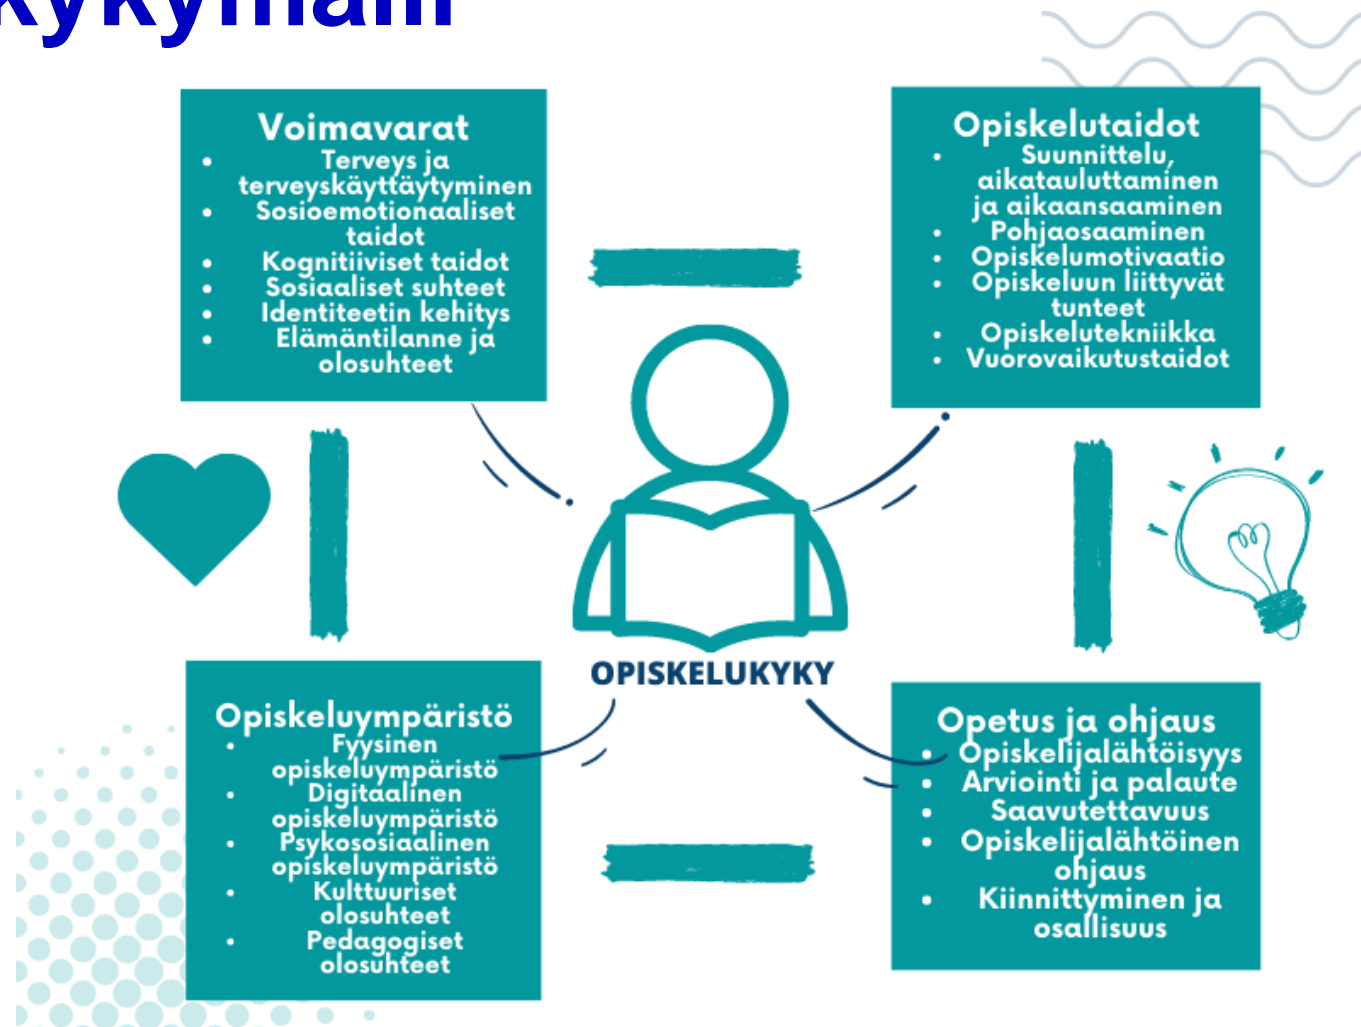 kykymalli
Voimavarat
• Terveys ja
terveyskäyttäytyminen
• Sosioemotionaaliset
taidot
• Kognitiiviset taidot
• Sosiaaliset suhteet
• Identiteetin kehitys
• Elämäntilanne ja
olosuhteet
Opiskelutaidot
• Suunnittelu,
aikatauluttaminen
ja aikaansaaminen
• Pohjaosaaminen
• Opiskelumotivaatio
• Opiskeluun liittyvät
tunteet
• Opiskelutekniikka
• Vuorovaikutustaidot
OPISKELUKYKY
Opiskeluympäristö
• Fyysinen
opiskeluympäristö
• Digitaalinen
opiskeluympäristö
• Psykososiaalinen
opiskeluympäristö
• Kulttuuriset
olosuhteet
• Pedagogiset
olosuhteet
Opetus ja ohjaus
• Opiskelijalähtöisyys
• Arviointi ja palaute
• Saavutettavuus
• Opiskelijalähtöinen
ohjaus
• Kiinnittyminen ja
osallisuus